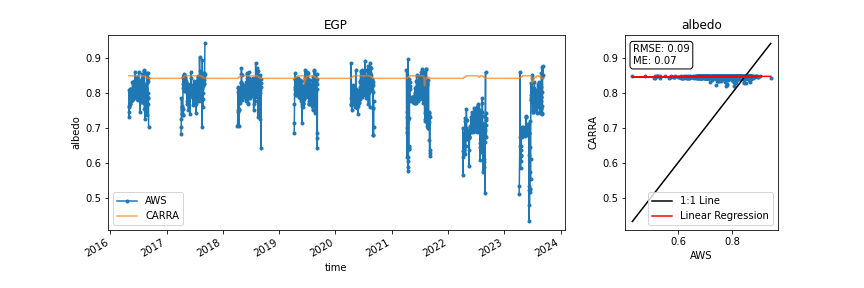 EGP
albedo
0.9
0.8
0.7
0.6
0.5
albedo
AWS
CARRA
2016
2017
2018
2019
2020
2021
2022
2023
2024
time
albedo
RMSE: 0.09
ME: 0.07
0.9
0.8
0.7
0.6
0.5
CARRA
1:1 Line
Linear Regression
0.6
0.8
AWS